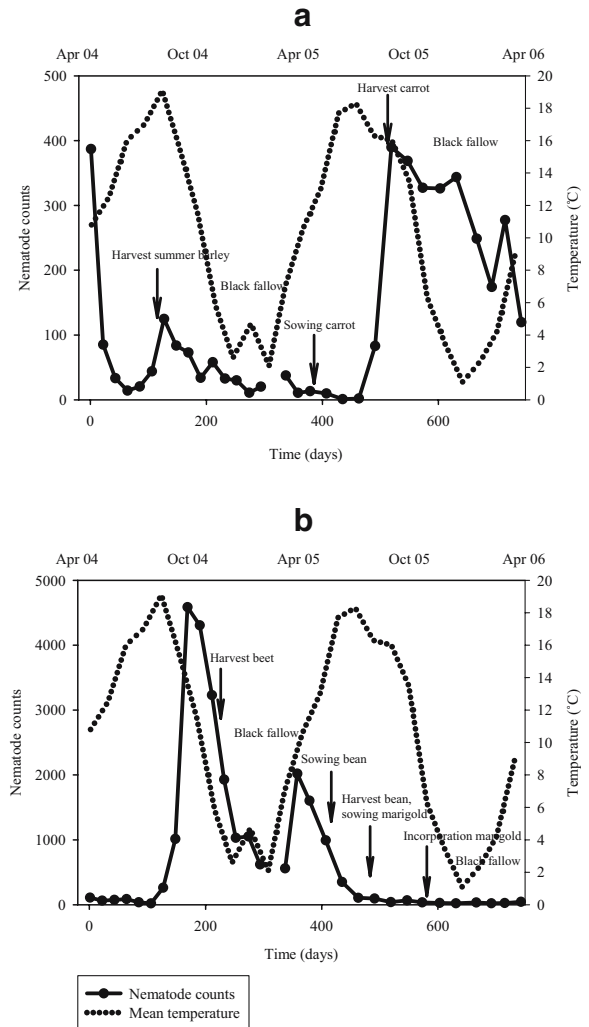 a
Apr 04 Oct 04 Apr 05 Oct 05 Apr 06
500 20
18
400 16
14
300 12
10
200 8
6
100 4
2
0 0
Nematode counts
Temperature (°C)
Harvest carrot
Black fallow
Harvest summer barley
Black fallow
Sowing carrot
0 200 400 600
Time (days)
b
Apr 04 Oct 04 Apr 05 Oct 05 Apr 06
5000 20
18
4000 16
14
3000 12
10
2000 8
6
1000 4
2
0 0
Nematode counts
Temperature (°C)
Harvest beet
Black fallow
Sowing bean
Harvest bean,
sowing marigold
Incorporation marigold
Black fallow
0 200 400 600
Time (days)
Nematode counts
Mean temperature